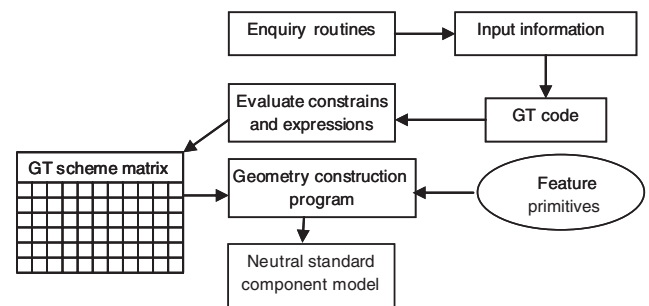 Enquiry routines
Input information
Evaluate constrains
and expressions
GT code
GT scheme matrix
Geometry construction
program
Feature
primitives
Neutral standard
component model